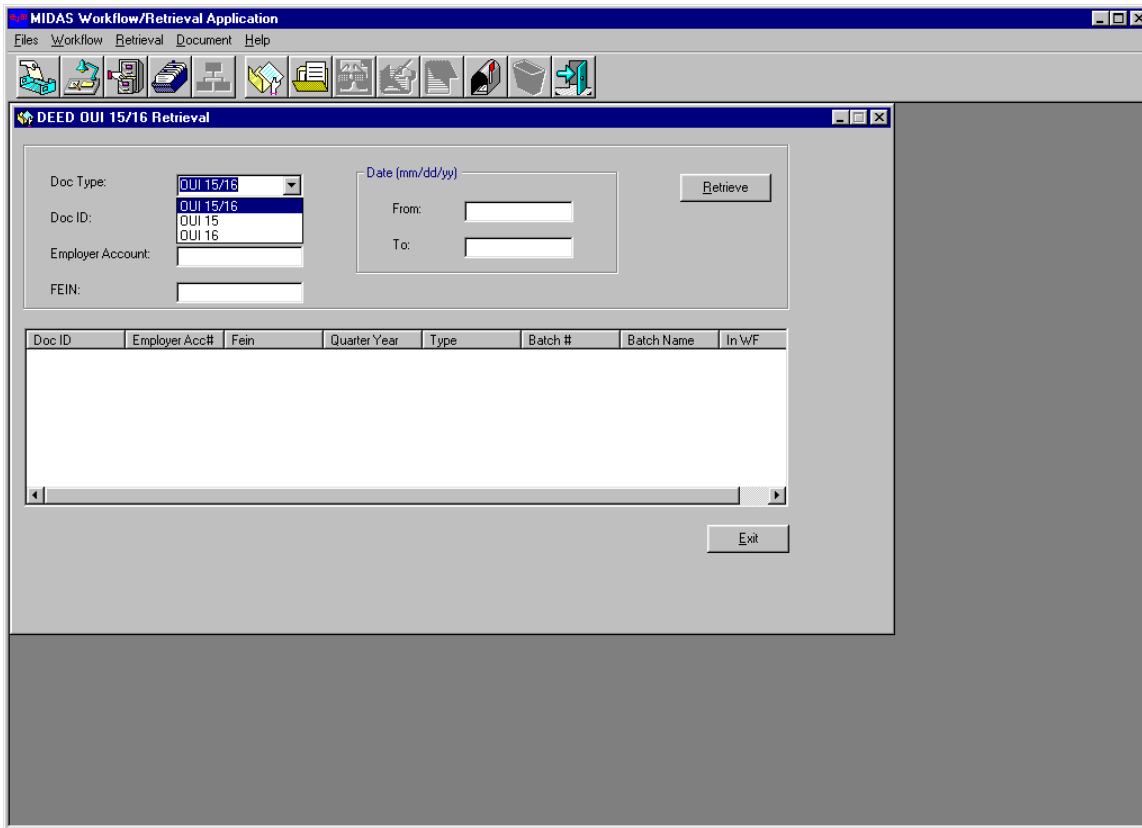 MIDAS Workflow/Retrieval Application
Files Workflow Retrieval Document Help
DEED OUI 15/16 Retrieval
Doc Type: OUI 15/16
Date (mm/dd/yy)
Retrieve
OUI 15/16
Doc ID: OUI 15
From:
OUI 16
To:
Employer Account:
FEIN:
Doc ID Employer Acc# Fein Quarter Year Type Batch # Batch Name In WF
Exit